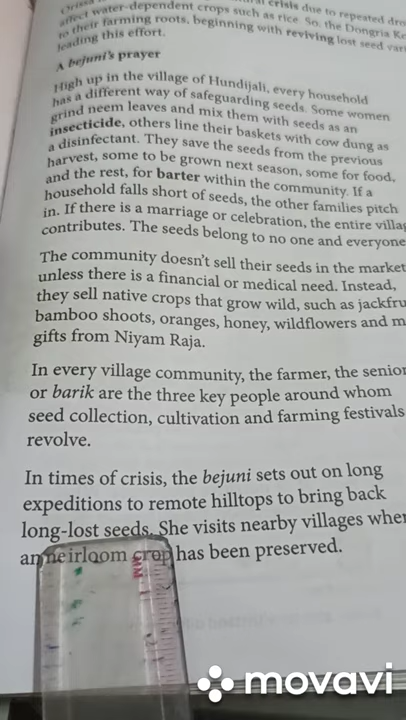 crisis due to repeated
affect water-dependent crops such as rice. So, the Dongria
to their farming roots, beginning with reviving lost seed
leading this effort.
A bejuni's prayer
High up in the village of Hundijali, every household
has a different way of safeguarding seeds. Some women
grind neem leaves and mix them with seeds as an
insecticide, others line their baskets with cow dung as
a disinfectant. They save the seeds from the previous
harvest, some to be grown next season, some for food,
and the rest, for barter within the community. If a
household falls short of seeds, the other families pitch
in. If there is a marriage or celebration, the entire
contributes. The seeds belong to no one and everyone
The community doesn't sell their seeds in the market
unless there is a financial or medical need. Instead,
they sell native crops that grow wild, such as
bamboo shoots, oranges, honey, wildflowers and
gifts from Niyam Raja.
In every village community, the farmer, the senior
or barik are the three key people around whom
seed collection, cultivation and farming festivals
revolve.
In times of crisis, the bejuni sets out on long
expeditions to remote hilltops to bring back
long-lost seeds. She visits nearby villages
an heirloom crop has been preserved.
MM
movavi